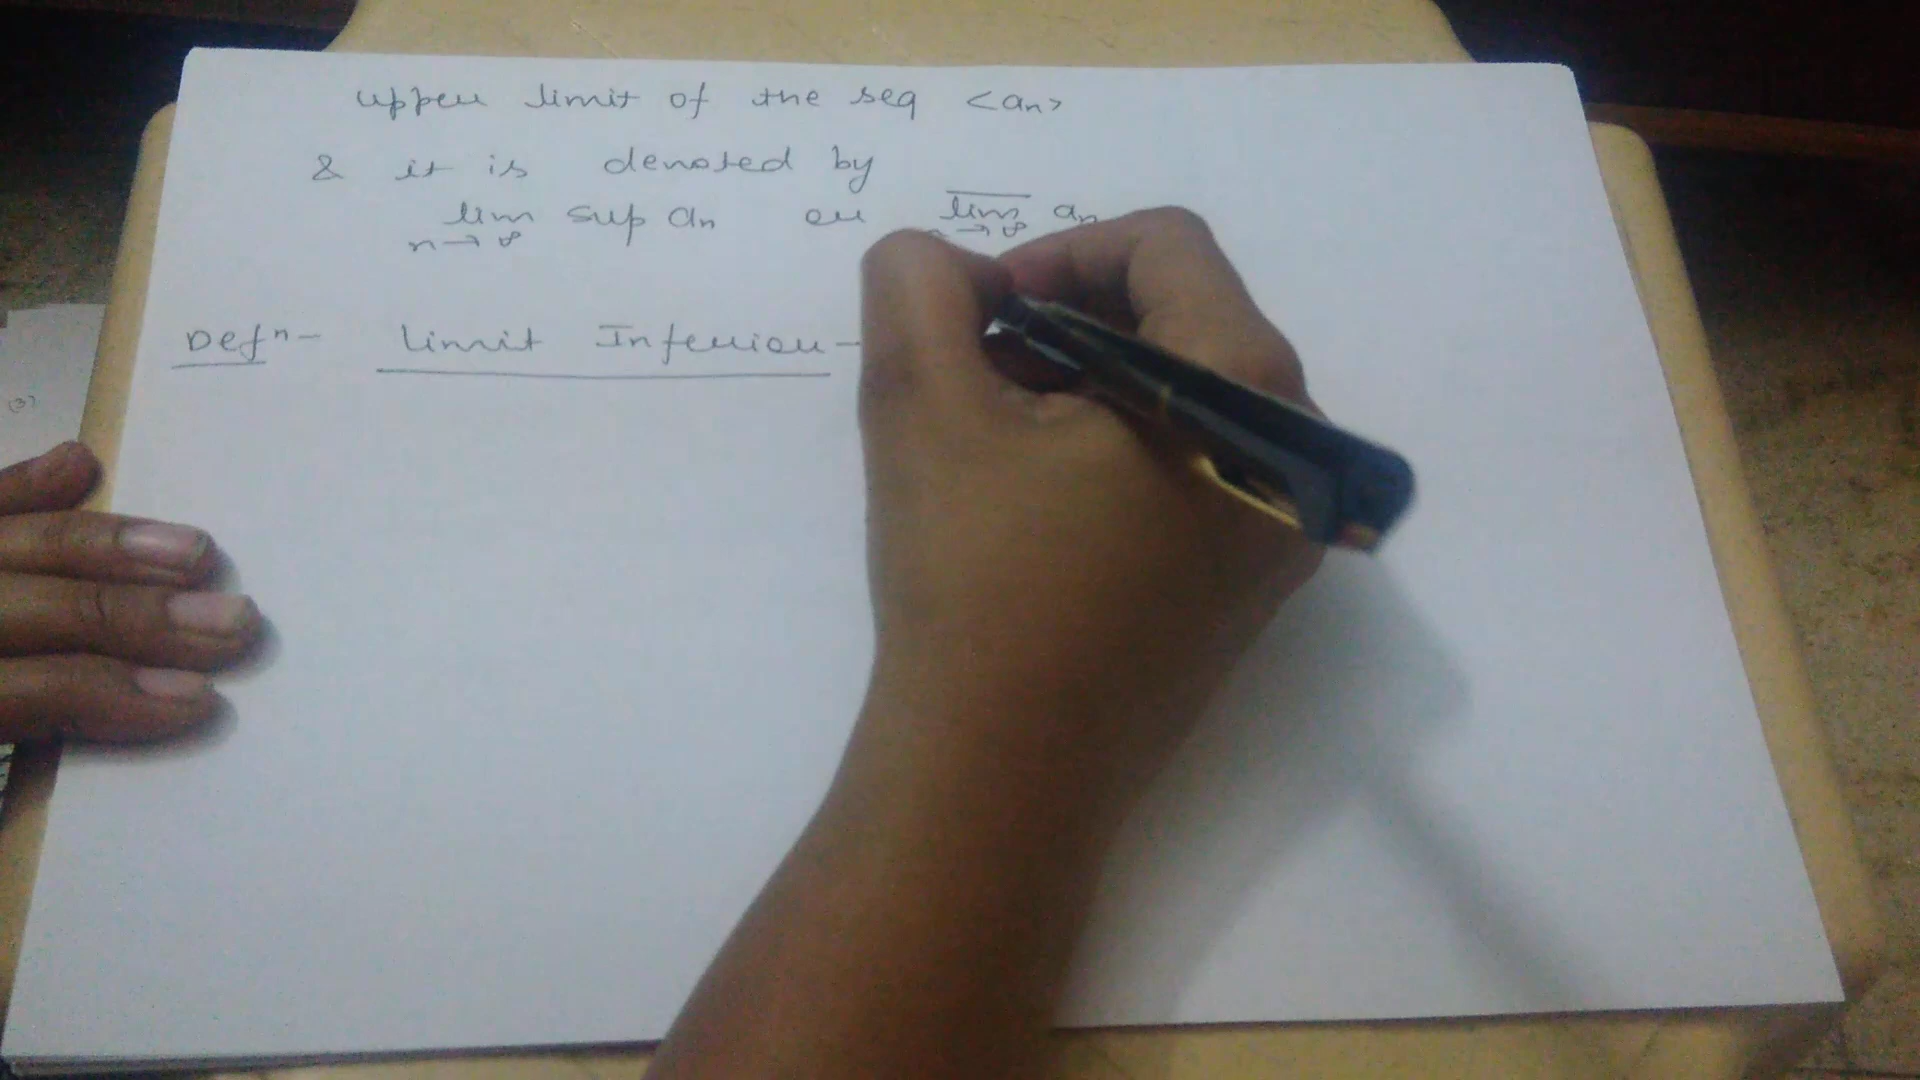 upper limit of the seq <an>
& it is denoted by
lim sup an or lim an
n→∞ n→∞
Defn- Limit Inferior-
(3)